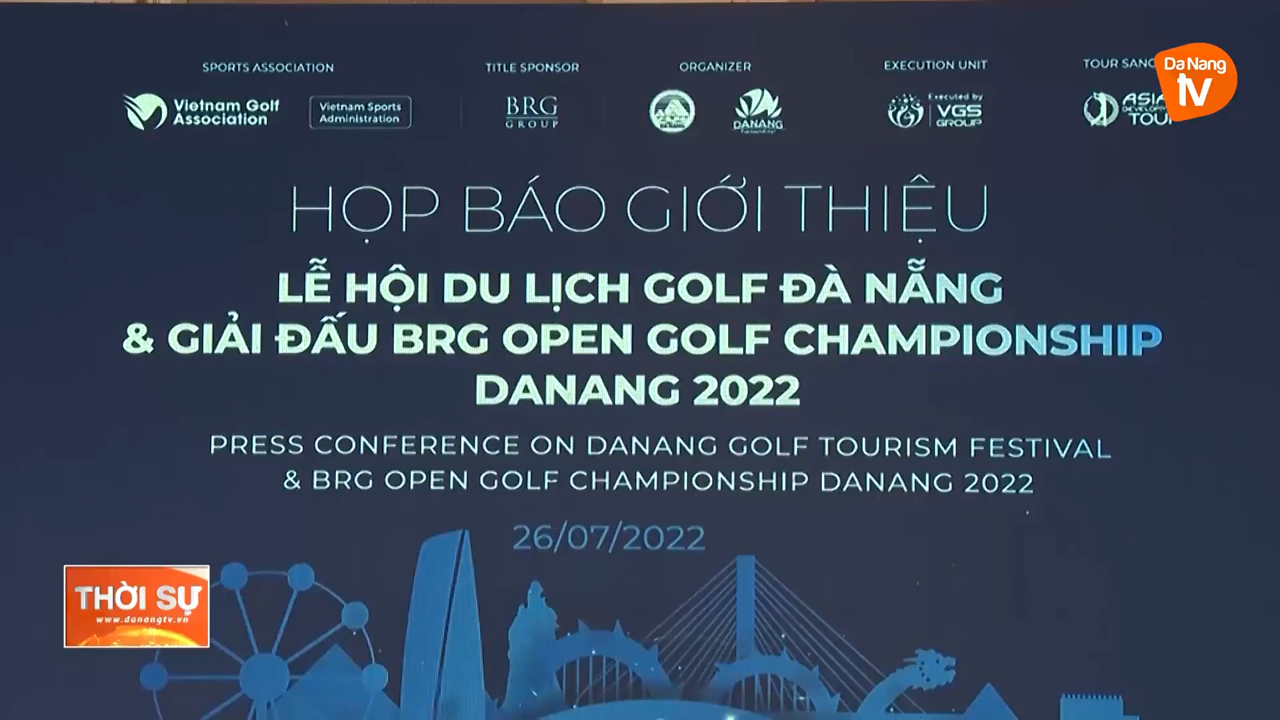 SPORTS ASSOCIATION
TITLE SPONSOR
ORGANIZER
EXECUTION UNIT
TOUR
Da Nang
tv
Vietnam Golf
Association
Vietnam Sports
Administration
BRG
GROUP
DANANG
Executed by
VGS
GROUP
TOUR
HỌP BÁO GIỚI THIỆU
LỄ HỘI DU LỊCH GOLF ĐÀ NẴNG
& GIẢI ĐẤU BRG OPEN GOLF CHAMPIONSHIP
DANANG 2022
PRESS CONFERENCE ON DANANG GOLF TOURISM FESTIVAL
& BRG OPEN GOLF CHAMPIONSHIP DANANG 2022
26/07/2022
THỜI SỰ
www.danangtv.vn